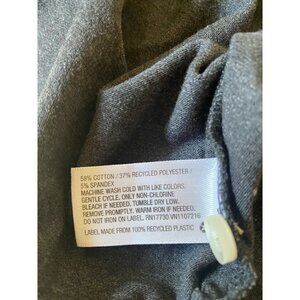 58% COTTON / 37% RECYCLED POLYESTER /
5% SPANDEX
MACHINE WASH COLD WITH LIKE COLORS,
GENTLE CYCLE. ONLY NON-CHLORINE
BLEACH IF NEEDED. TUMBLE DRY LOW.
REMOVE PROMPTLY. WARM IRON IF NEEDED.
DO NOT IRON ON LABEL. RN17730 VN1107216
LABEL MADE FROM 100% RECYCLED PLASTIC